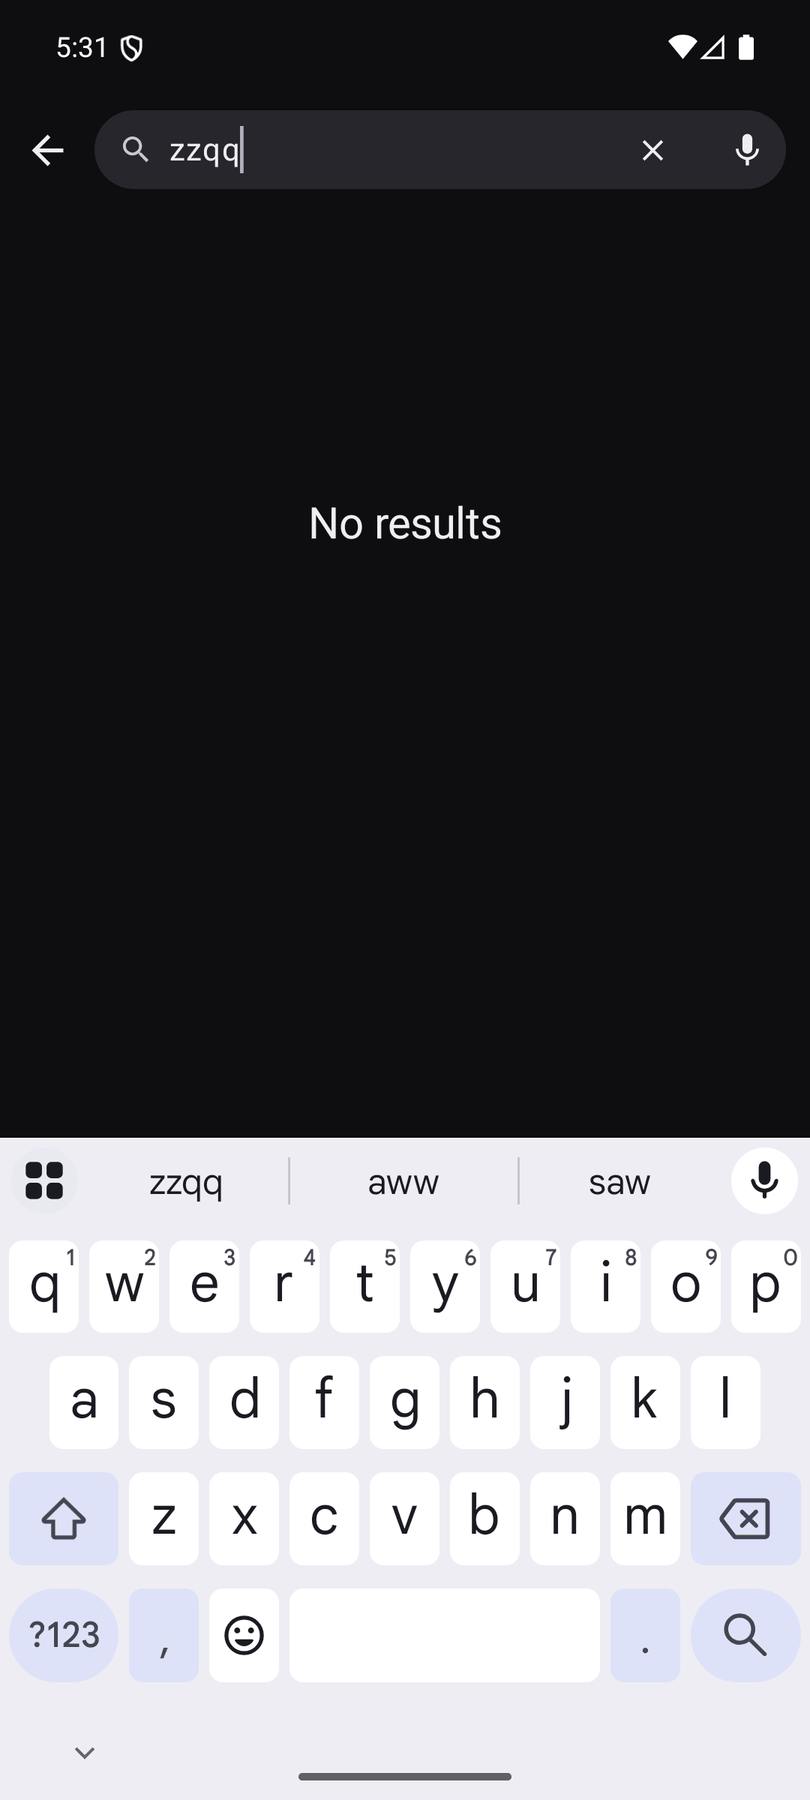 5:31
zzqq
No results
zzqq aww saw
q1 w2 e3 r4 t5 y6 u7 i8 o9 p0
a s d f g h j k l
z x c v b n m
?123 , .